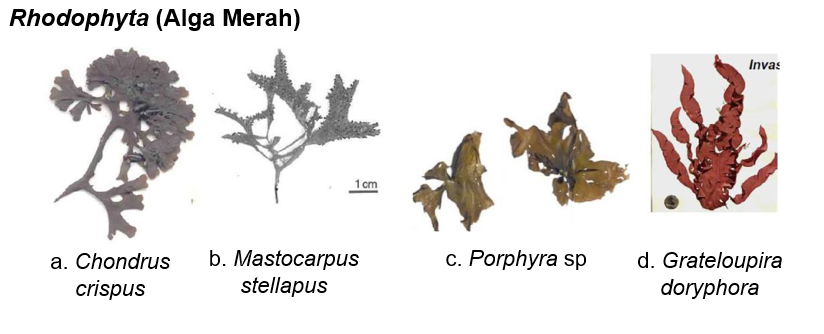 Rhodophyta (Alga Merah)
Invas
1 cm
a. Chondrus
crispus
b. Mastocarpus
stellapus
c. Porphyra sp
d. Grateloupira
doryphora